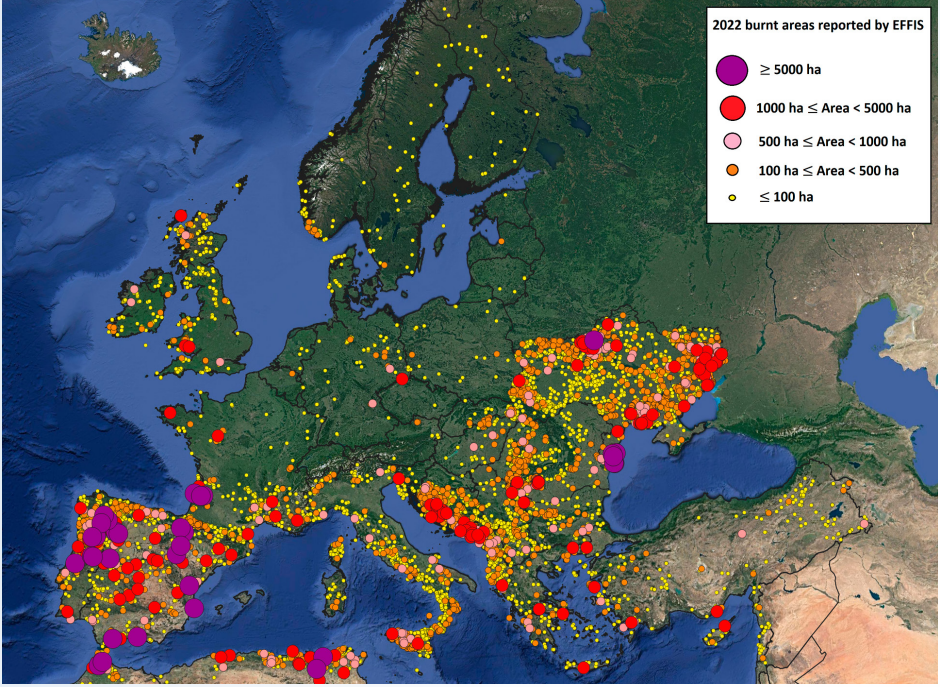 2022 burnt areas reported by EFFIS
≥ 5000 ha
1000 ha ≤ Area < 5000 ha
500 ha ≤ Area < 1000 ha
100 ha ≤ Area < 500 ha
≤ 100 ha